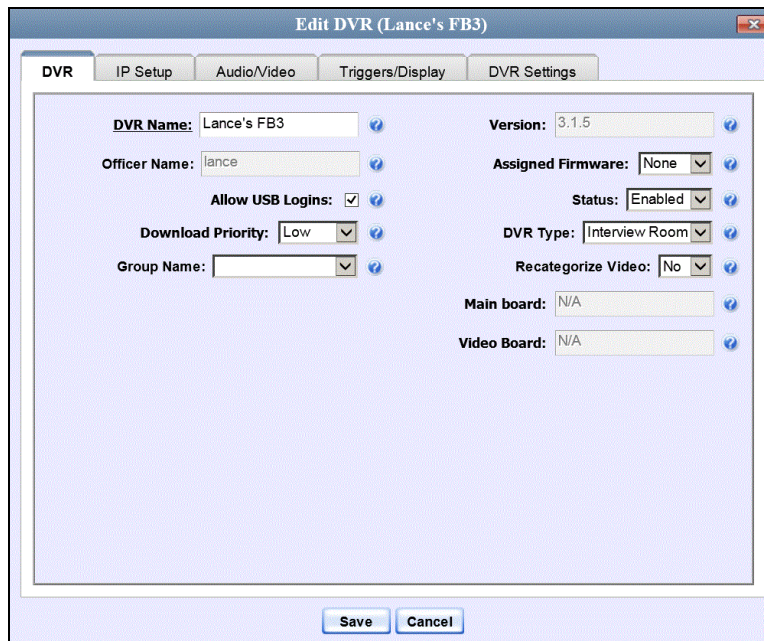 Edit DVR (Lance's FB3)
DVR IP Setup Audio/Video Triggers/Display DVR Settings
DVR Name: Lance's FB3
Version: 3.1.5
Officer Name: lance
Assigned Firmware: None
Allow USB Logins:
Status: Enabled
Download Priority: Low
DVR Type: Interview Room
Group Name:
Recategorize Video: No
Main board: N/A
Video Board: N/A
Save Cancel